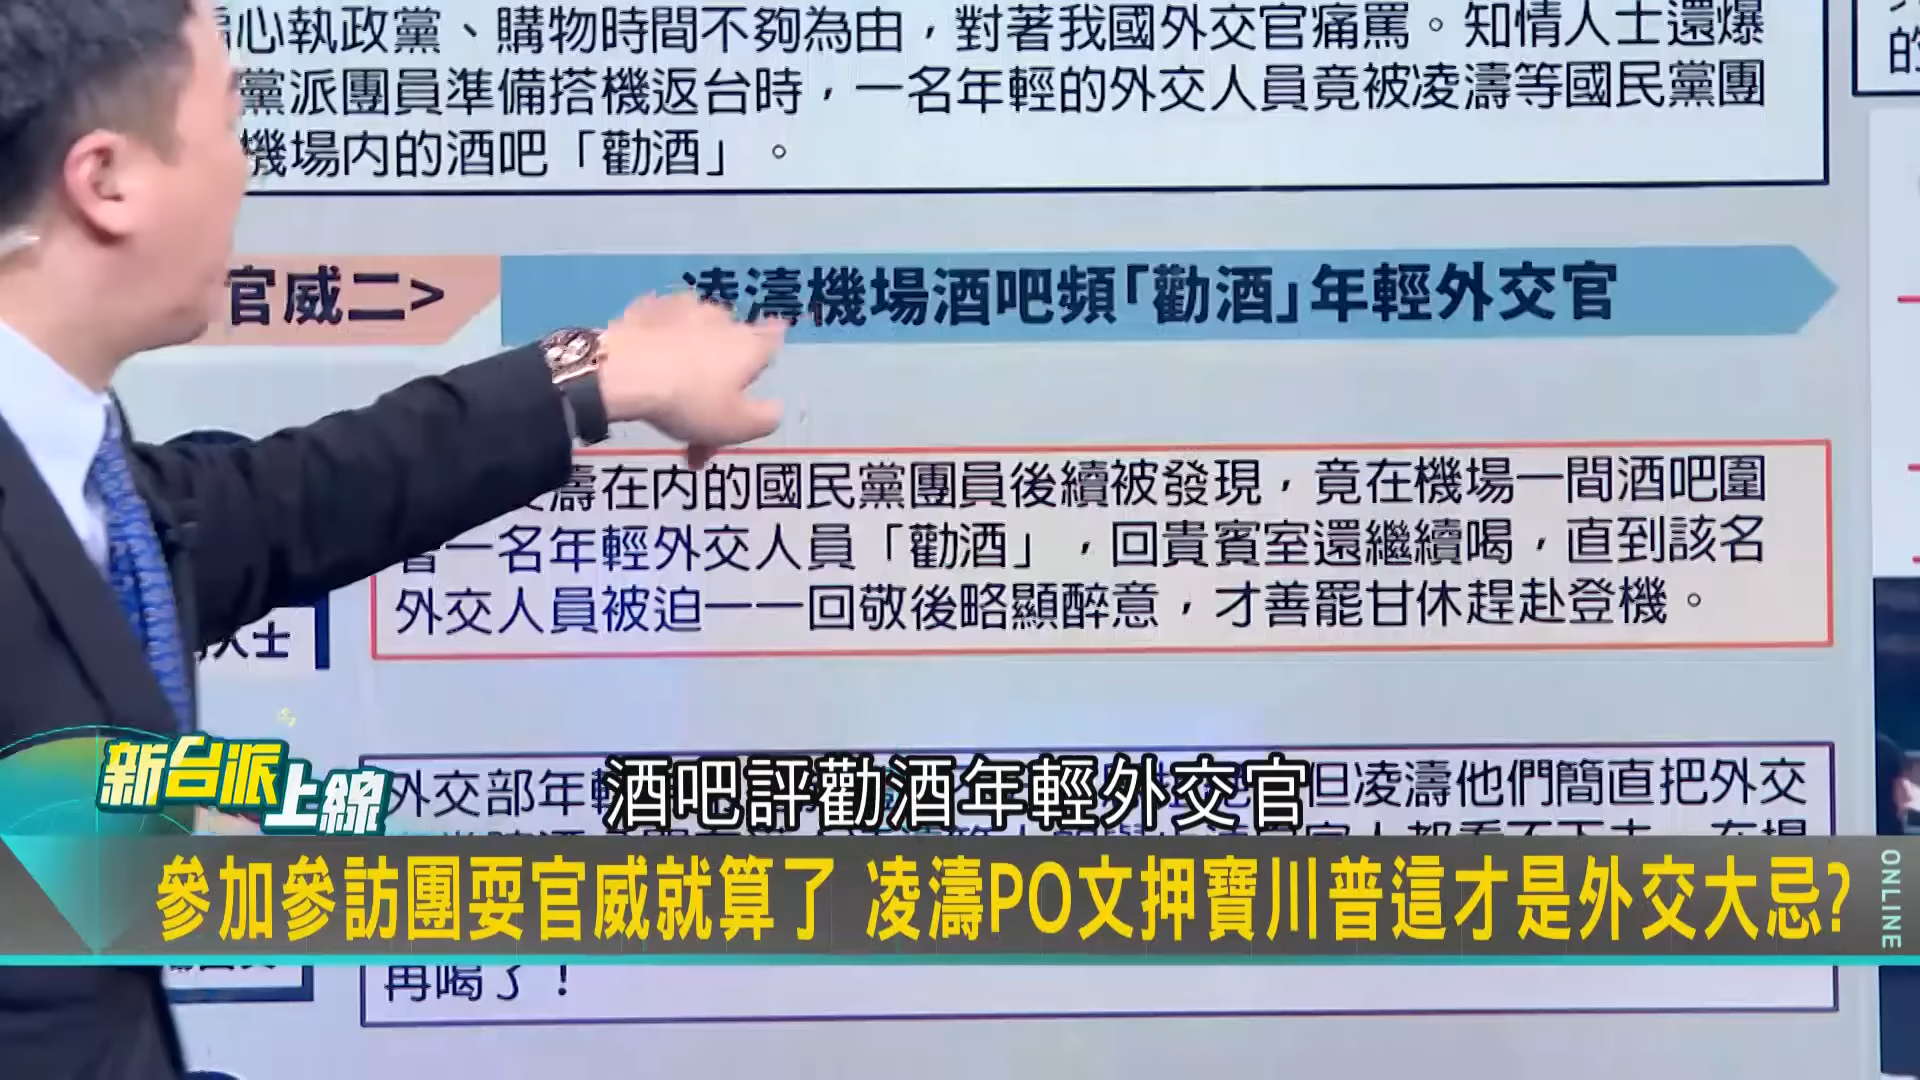 心執政黨、購物時間不夠為由，對著我國外交官痛罵。知情人士還爆
黨派團員準備搭機返台時，一名年輕的外交人員竟被凌濤等國民黨團
機場內的酒吧「勸酒」。
的
官威二>
凌濤機場酒吧頻「勸酒」年輕外交官
濤在內的國民黨團員後續被發現，竟在機場一間酒吧圍
一名年輕外交人員「勸酒」，回貴賓室還繼續喝，直到該名
外交人員被迫一一回敬後略顯醉意，才善罷甘休趕赴登機。
人士
新台派上線
外交部年
但凌濤他們簡直把外交
酒吧評勸酒年輕外交官
參加參訪團耍官威就算了 凌濤PO文押寶川普這才是外交大忌?
ONLINE
再喝了！